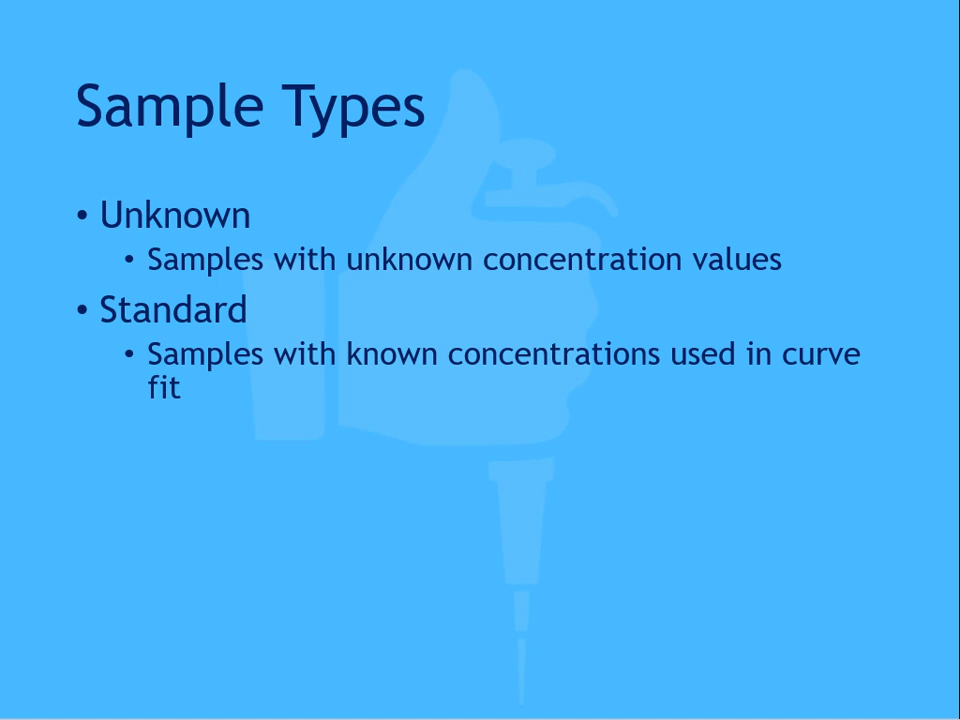 Sample Types
• Unknown
• Samples with unknown concentration values
• Standard
• Samples with known concentrations used in curve
fit